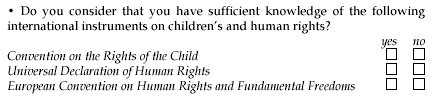 • Do you consider that you have sufficient knowledge of the following
international instruments on children's and human rights?
yes no
Convention on the Rights of the Child □ □
Universal Declaration of Human Rights □ □
European Convention on Human Rights and Fundamental Freedoms □ □